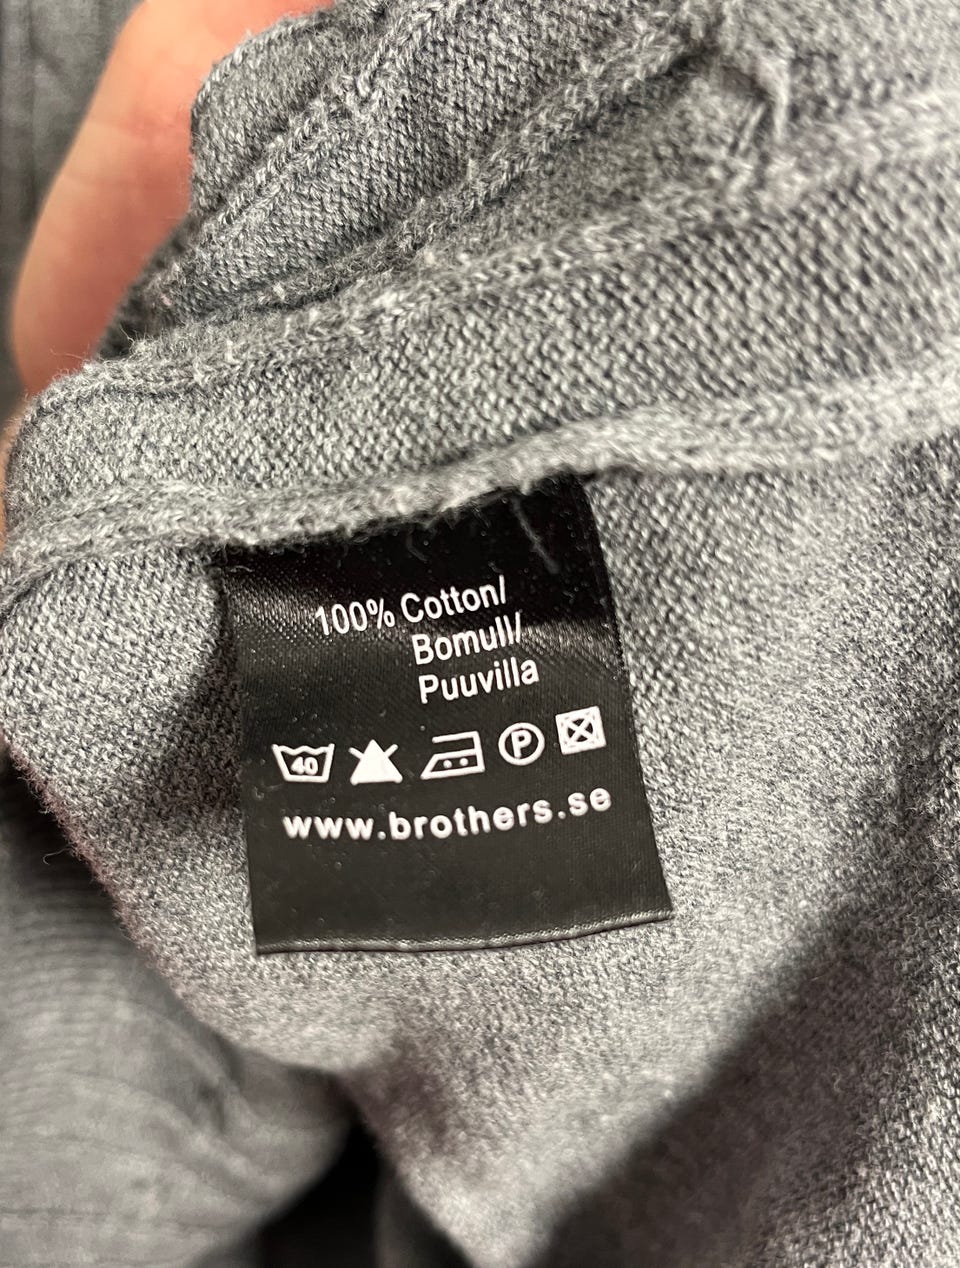 100% Cotton/
Bomull/
Puuvilla
40 P
www.brothers.se